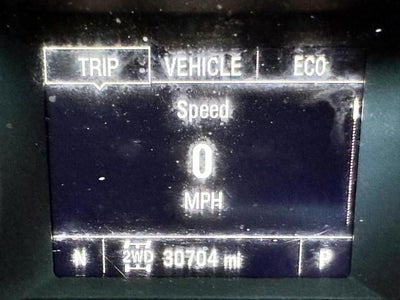 TRIP VEHICLE ECO
Speed
0
MPH
N 2WD 30704 mi P